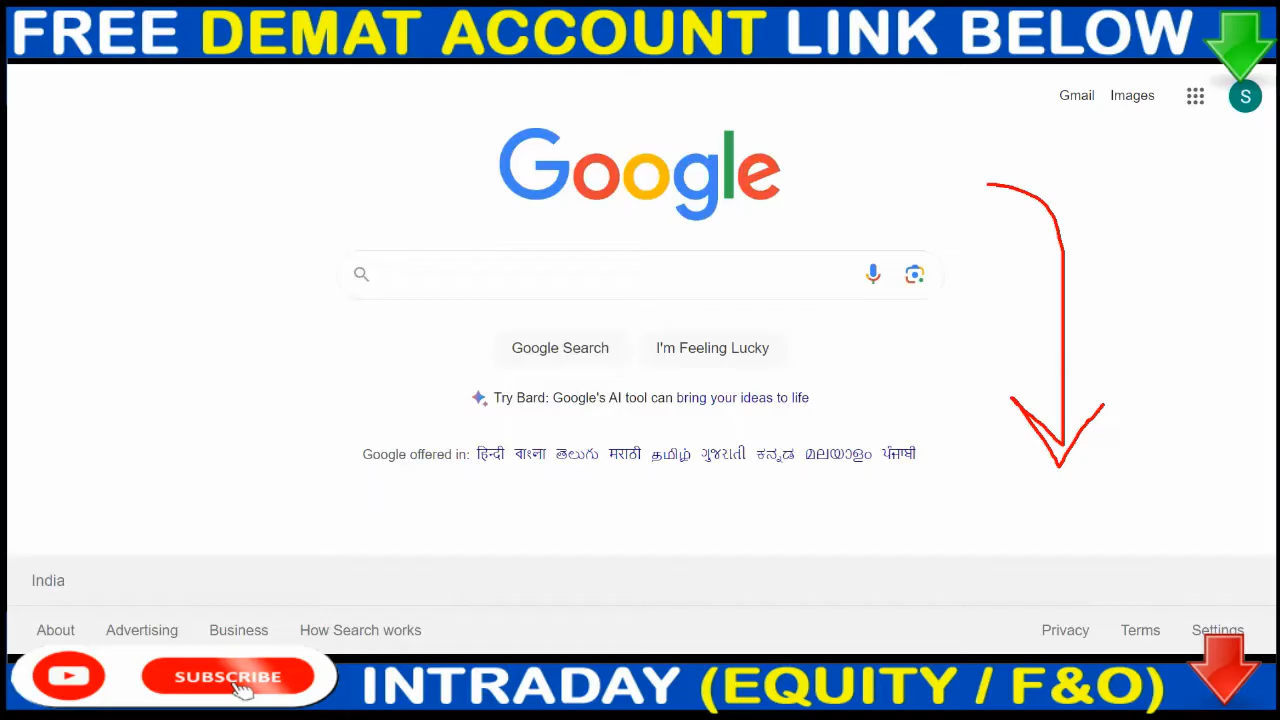 FREE DEMAT ACCOUNT LINK BELOW
Gmail Images S
Google
Google Search I'm Feeling Lucky
Try Bard: Google's AI tool can bring your ideas to life
Google offered in: हिन्दी বাংলা తెలుగు मराठी தமிழ் ગુજરાતી ಕನ್ನಡ മലയാളം ਪੰਜਾਬੀ
India
About Advertising Business How Search works Privacy Terms Settings
SUBSCRIBE INTRADAY (EQUITY / F&O)